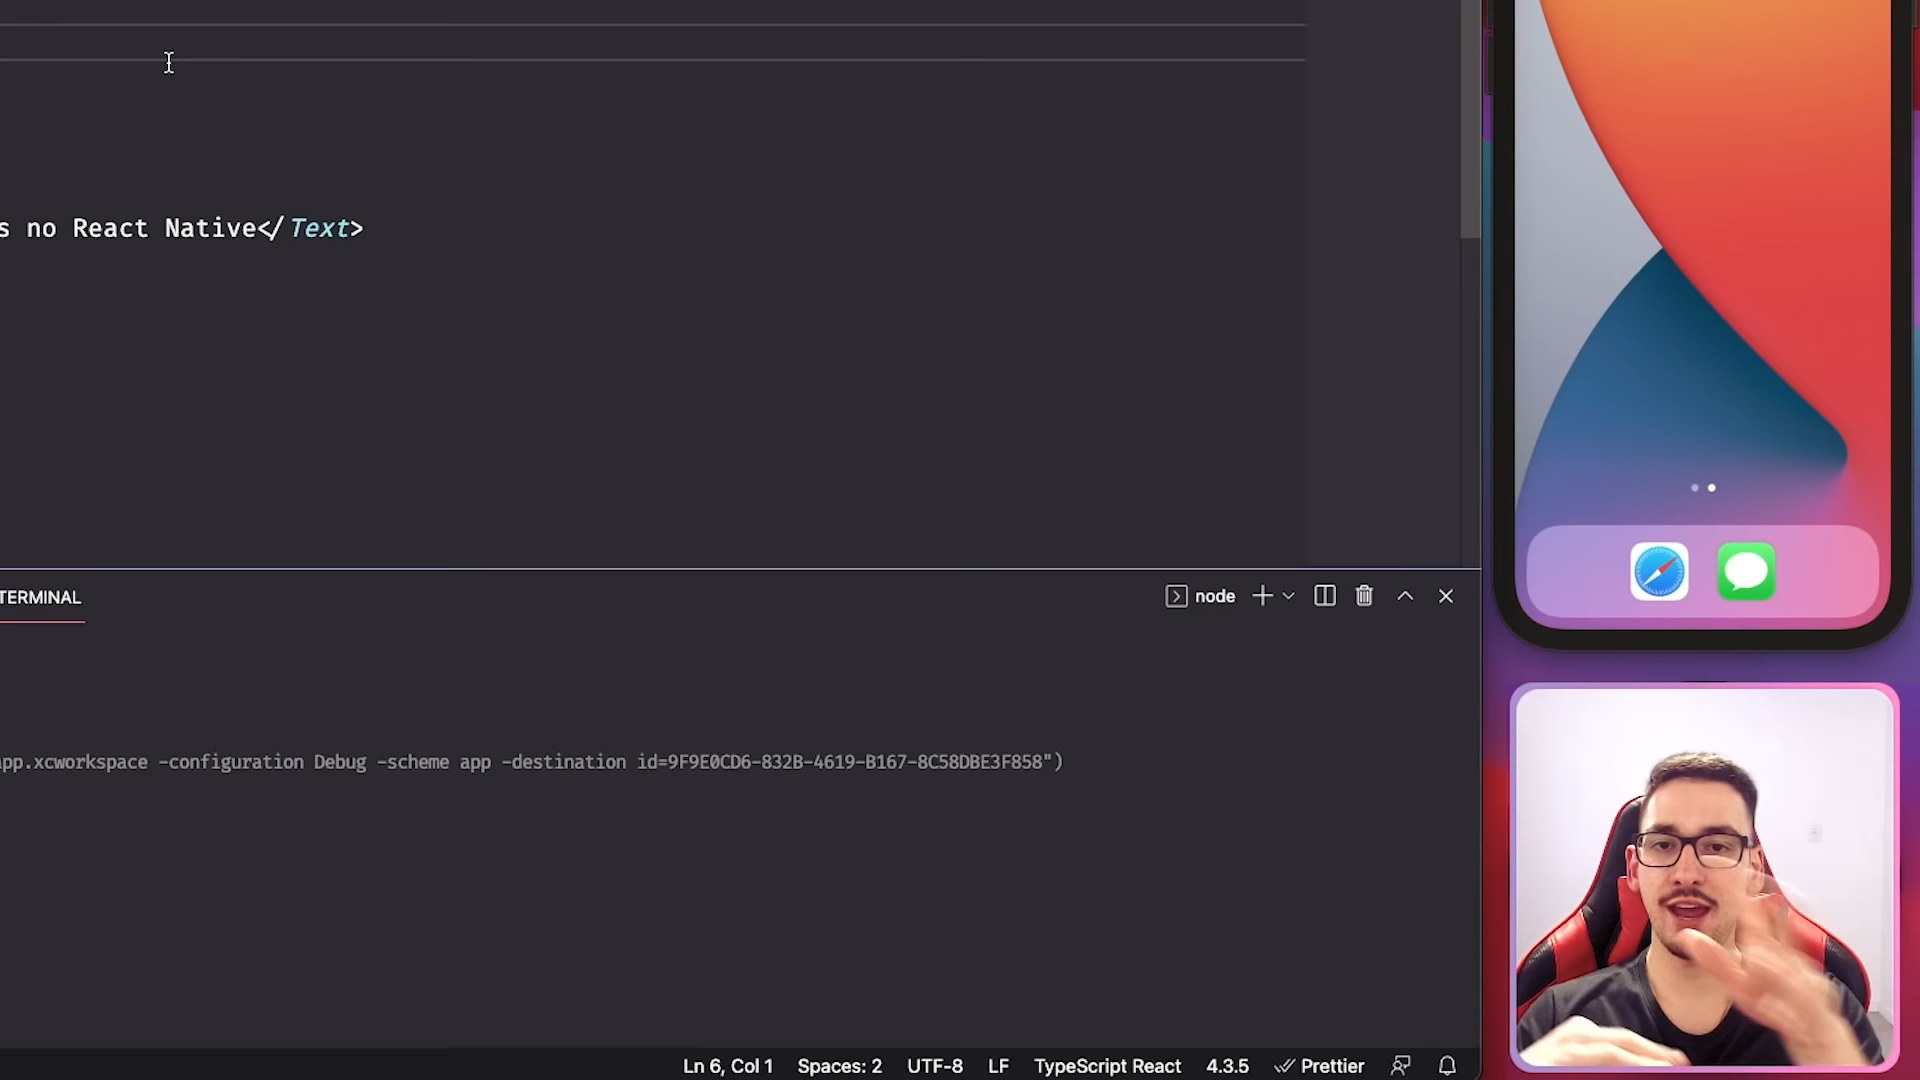 s no React Native</Text>
TERMINAL
node
app.xcworkspace -configuration Debug -scheme app -destination id=9F9E0CD6-832B-4619-B167-8C58DBE3F858")
Ln 6, Col 1 Spaces: 2 UTF-8 LF TypeScript React 4.3.5 Prettier